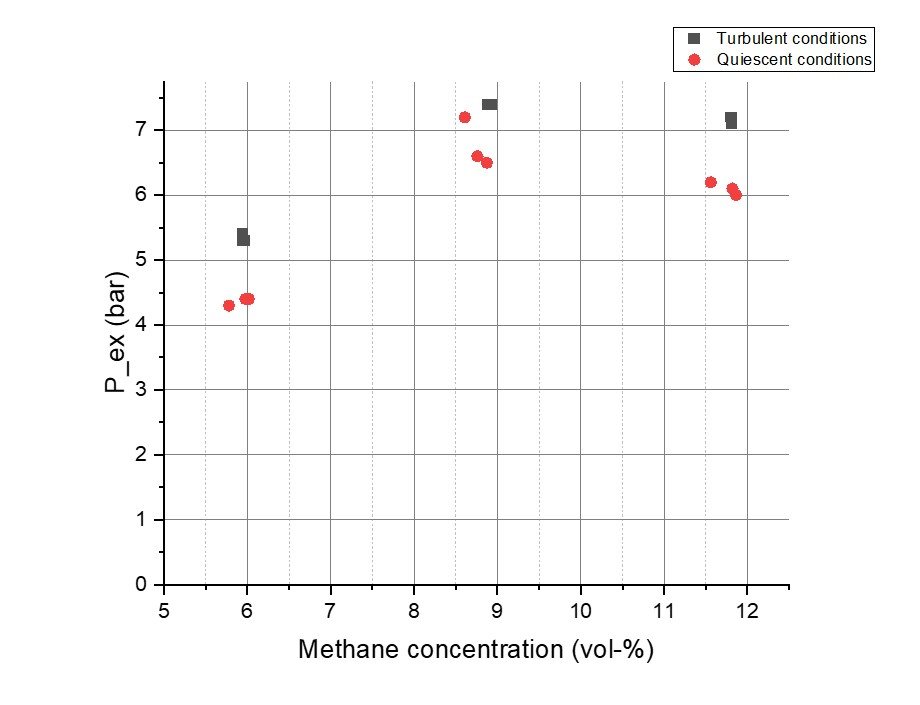 Turbulent conditions
Quiescent conditions
7
6
5
4
3
2
1
0
P_ex (bar)
5 6 7 8 9 10 11 12
Methane concentration (vol-%)